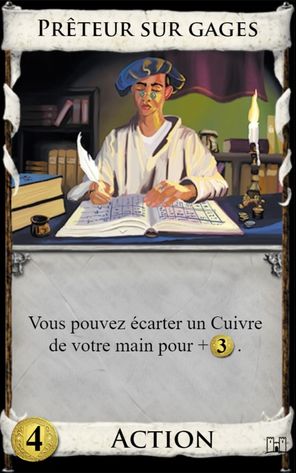 PRÊTEUR SUR GAGES
Vous pouvez écarter un Cuivre
de votre main pour +3.
4 ACTION